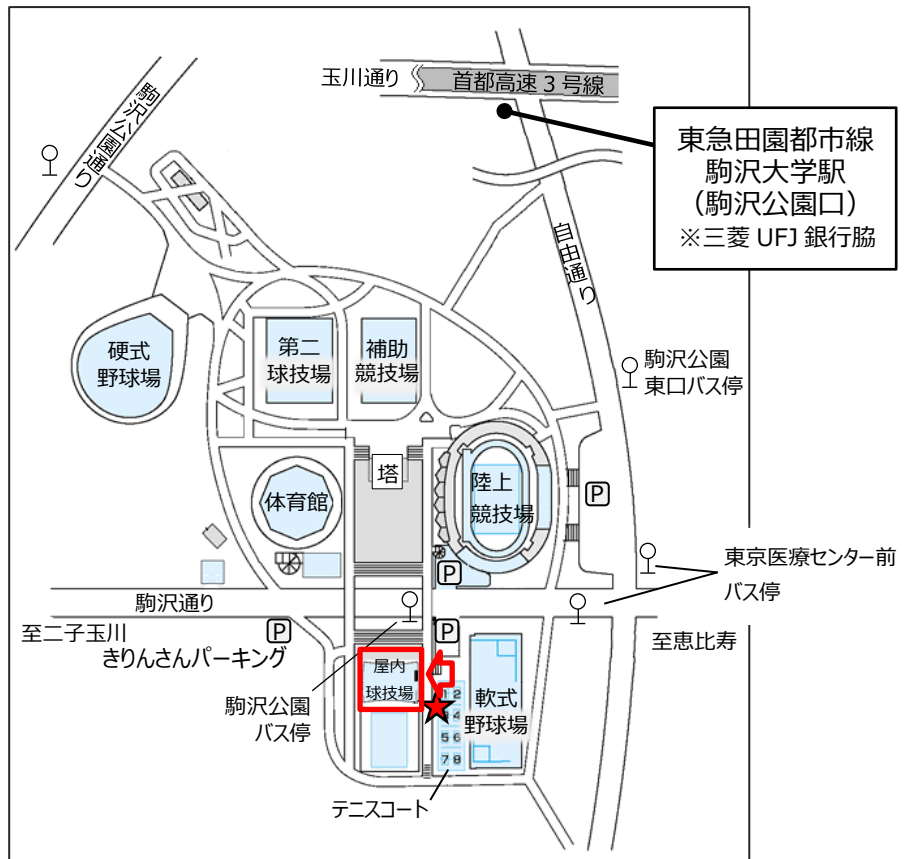 玉川通り
首都高速３号線
東急田園都市線
駒沢大学駅
（駒沢公園口）
※三菱 UFJ 銀行脇
駒沢公園通り
自由通り
硬式
野球場
第二
球技場
補助
競技場
駒沢公園
東口バス停
塔
体育館
陸上
競技場
P
P
東京医療センター前
バス停
駒沢通り
至二子玉川
P
きりんさんパーキング
P
至恵比寿
屋内
球技場
駒沢公園
バス停
軟式
野球場
1 2
4
5 6
7 8
テニスコート